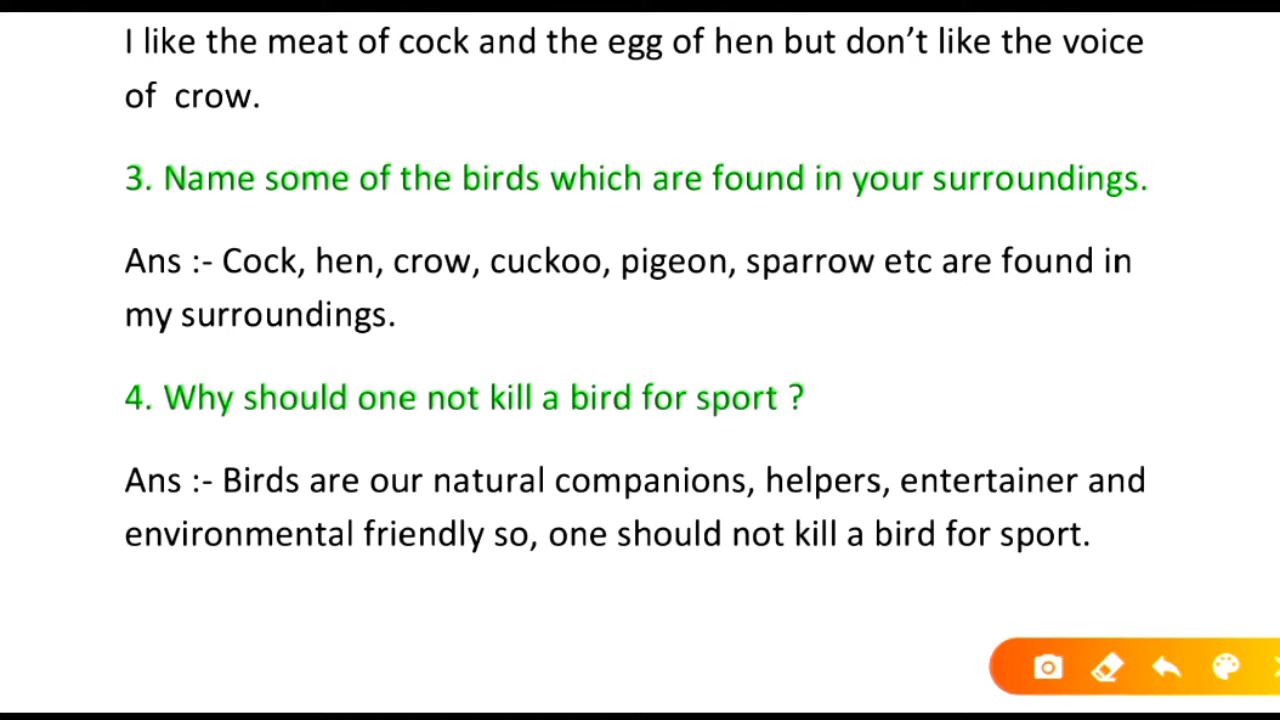 I like the meat of cock and the egg of hen but don’t like the voice
of crow.
3. Name some of the birds which are found in your surroundings.
Ans :- Cock, hen, crow, cuckoo, pigeon, sparrow etc are found in
my surroundings.
4. Why should one not kill a bird for sport ?
Ans :- Birds are our natural companions, helpers, entertainer and
environmental friendly so, one should not kill a bird for sport.